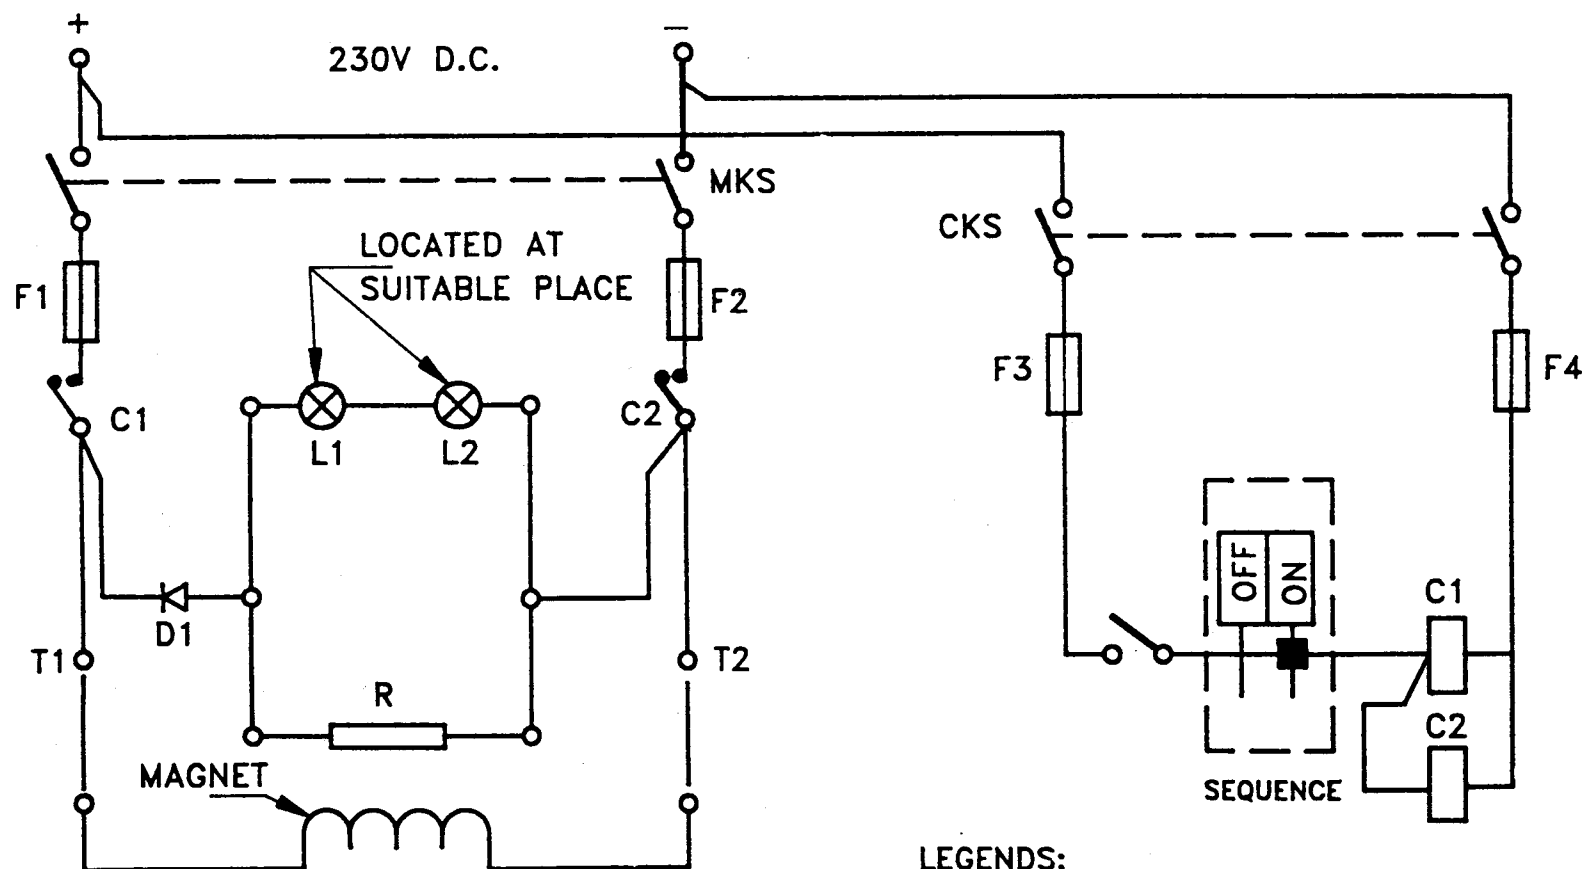 +
–
230V D.C.
MKS
CKS
LOCATED AT
SUITABLE PLACE
F1
F2
F3
F4
C1
C2
L1
L2
OFF
ON
C1
D1
T1
T2
R
C2
MAGNET
SEQUENCE
LEGENDS: